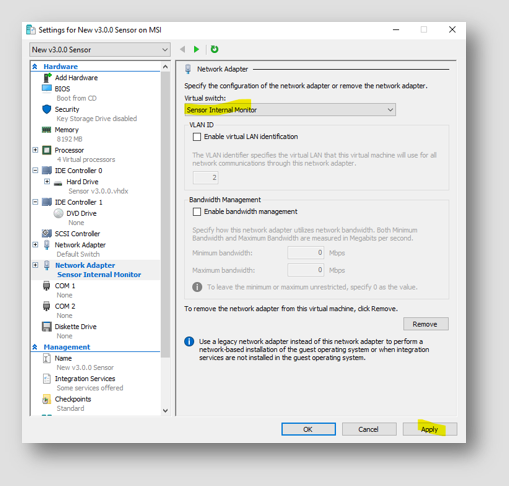 Settings for New v3.0.0 Sensor on MSI
New v3.0.0 Sensor
Hardware
Add Hardware
BIOS
Boot from CD
Security
Key Storage Drive disabled
Memory
8192 MB
Processor
4 Virtual processors
IDE Controller 0
Hard Drive
Sensor v3.0.0.vhdx
IDE Controller 1
DVD Drive
None
SCSI Controller
Network Adapter
Default Switch
Network Adapter
Sensor Internal Monitor
COM 1
None
COM 2
None
Diskette Drive
None
Management
Name
New v3.0.0 Sensor
Integration Services
Some services offered
Checkpoints
Standard
Network Adapter
Specify the configuration of the network adapter or remove the network adapter.
Virtual switch:
Sensor Internal Monitor
VLAN ID
Enable virtual LAN identification
The VLAN identifier specifies the virtual LAN that this virtual machine will use for all
network communications through this network adapter.
2
Bandwidth Management
Enable bandwidth management
Specify how this network adapter utilizes network bandwidth. Both Minimum
Bandwidth and Maximum Bandwidth are measured in Megabits per second.
Minimum bandwidth: 0 Mbps
Maximum bandwidth: 0 Mbps
To leave the minimum or maximum unrestricted, specify 0 as the value.
To remove the network adapter from this virtual machine, click Remove.
Remove
Use a legacy network adapter instead of this network adapter to perform a
network-based installation of the guest operating system or when integration
services are not installed in the guest operating system.
OK Cancel Apply